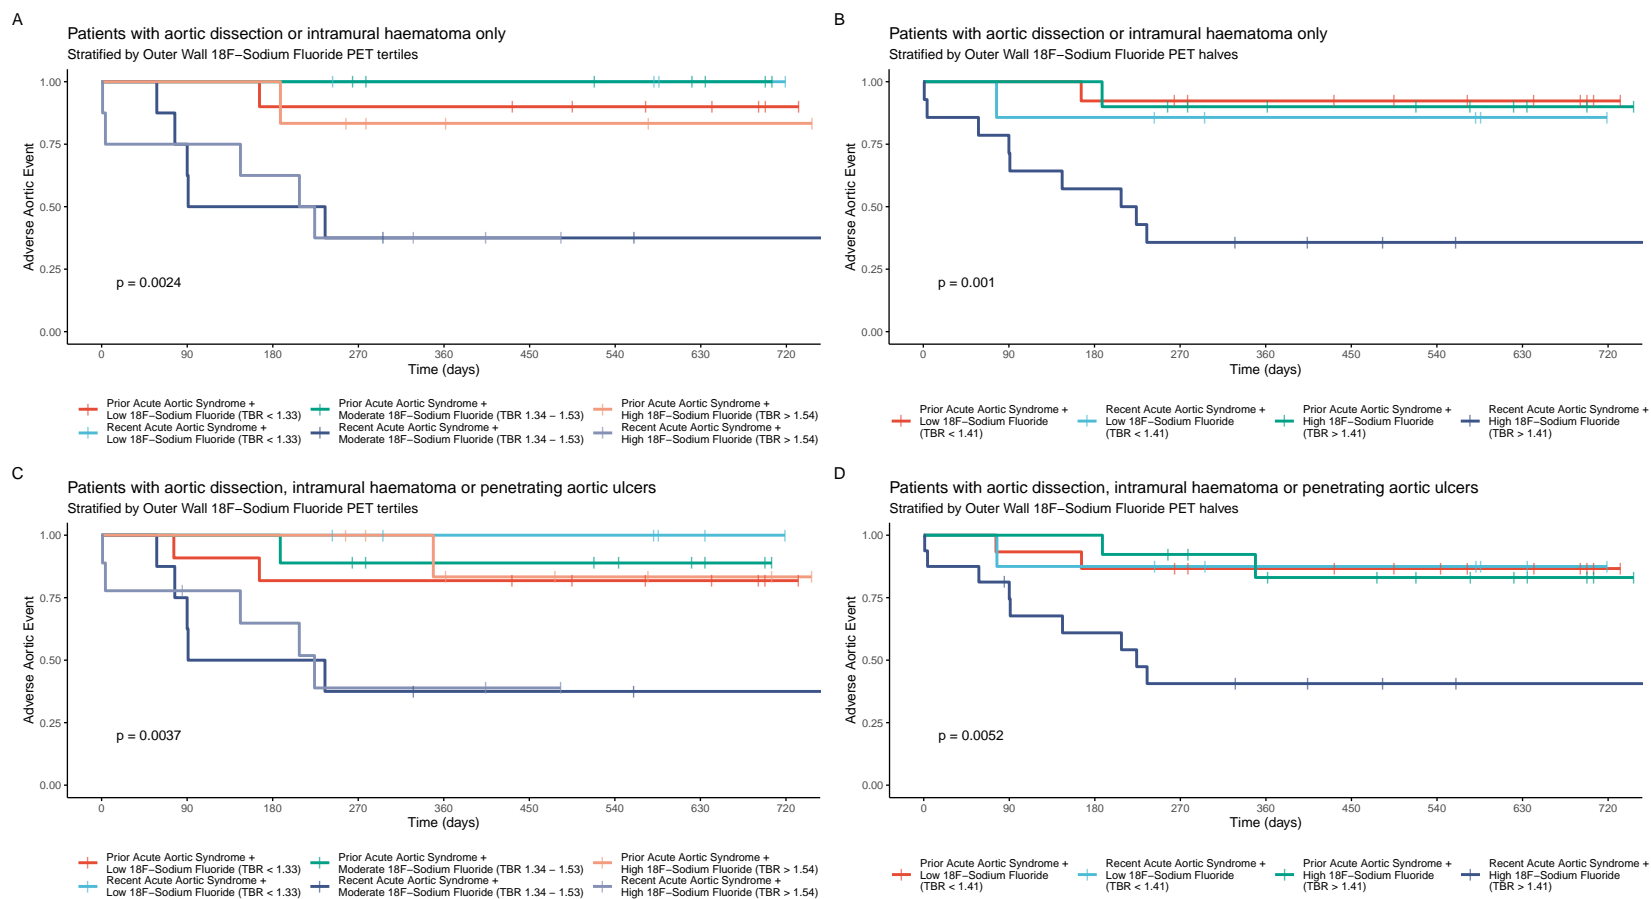 A
Patients with aortic dissection or intramural haematoma only
Stratified by Outer Wall 18F−Sodium Fluoride PET tertiles
Adverse Aortic Event
1.00
0.75
0.50
0.25
0.00
p = 0.0024
0 90 180 270 360 450 540 630 720
Time (days)
Prior Acute Aortic Syndrome +
Low 18F−Sodium Fluoride (TBR < 1.33)
Recent Acute Aortic Syndrome +
Low 18F−Sodium Fluoride (TBR < 1.33)
Prior Acute Aortic Syndrome +
Moderate 18F−Sodium Fluoride (TBR 1.34 − 1.53)
Recent Acute Aortic Syndrome +
Moderate 18F−Sodium Fluoride (TBR 1.34 − 1.53)
Prior Acute Aortic Syndrome +
High 18F−Sodium Fluoride (TBR > 1.54)
Recent Acute Aortic Syndrome +
High 18F−Sodium Fluoride (TBR > 1.54)
B
Patients with aortic dissection or intramural haematoma only
Stratified by Outer Wall 18F−Sodium Fluoride PET halves
Adverse Aortic Event
1.00
0.75
0.50
0.25
0.00
p = 0.001
0 90 180 270 360 450 540 630 720
Time (days)
Prior Acute Aortic Syndrome +
Low 18F−Sodium Fluoride
(TBR < 1.41)
Recent Acute Aortic Syndrome +
Low 18F−Sodium Fluoride
(TBR < 1.41)
Prior Acute Aortic Syndrome +
High 18F−Sodium Fluoride
(TBR > 1.41)
Recent Acute Aortic Syndrome +
High 18F−Sodium Fluoride
(TBR > 1.41)
C
Patients with aortic dissection, intramural haematoma or penetrating aortic ulcers
Stratified by Outer Wall 18F−Sodium Fluoride PET tertiles
Adverse Aortic Event
1.00
0.75
0.50
0.25
0.00
p = 0.0037
0 90 180 270 360 450 540 630 720
Time (days)
Prior Acute Aortic Syndrome +
Low 18F−Sodium Fluoride (TBR < 1.33)
Recent Acute Aortic Syndrome +
Low 18F−Sodium Fluoride (TBR < 1.33)
Prior Acute Aortic Syndrome +
Moderate 18F−Sodium Fluoride (TBR 1.34 − 1.53)
Recent Acute Aortic Syndrome +
Moderate 18F−Sodium Fluoride (TBR 1.34 − 1.53)
Prior Acute Aortic Syndrome +
High 18F−Sodium Fluoride (TBR > 1.54)
Recent Acute Aortic Syndrome +
High 18F−Sodium Fluoride (TBR > 1.54)
D
Patients with aortic dissection, intramural haematoma or penetrating aortic ulcers
Stratified by Outer Wall 18F−Sodium Fluoride PET halves
Adverse Aortic Event
1.00
0.75
0.50
0.25
0.00
p = 0.0052
0 90 180 270 360 450 540 630 720
Time (days)
Prior Acute Aortic Syndrome +
Low 18F−Sodium Fluoride
(TBR < 1.41)
Recent Acute Aortic Syndrome +
Low 18F−Sodium Fluoride
(TBR < 1.41)
Prior Acute Aortic Syndrome +
High 18F−Sodium Fluoride
(TBR > 1.41)
Recent Acute Aortic Syndrome +
High 18F−Sodium Fluoride
(TBR > 1.41)